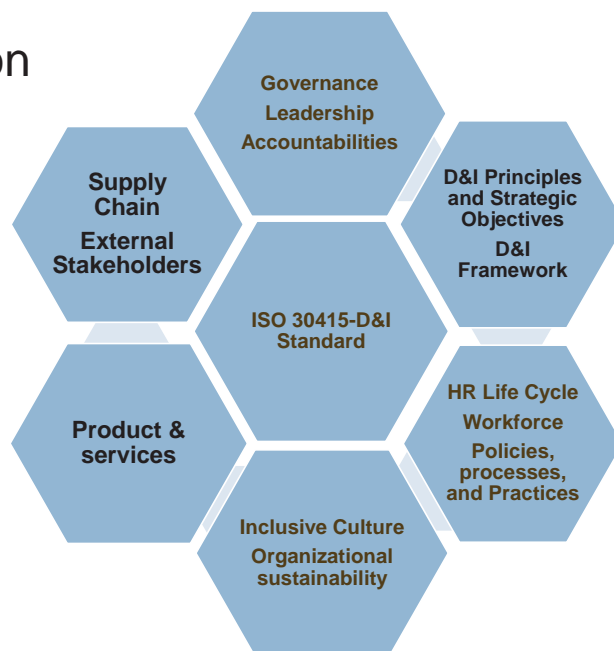 on
Governance
Leadership
Accountabilities
D&I Principles
and Strategic
Objectives
D&I
Framework
Supply
Chain
External
Stakeholders
ISO 30415-D&I
Standard
HR Life Cycle
Workforce
Policies,
processes,
and Practices
Product &
services
Inclusive Culture
Organizational
sustainability